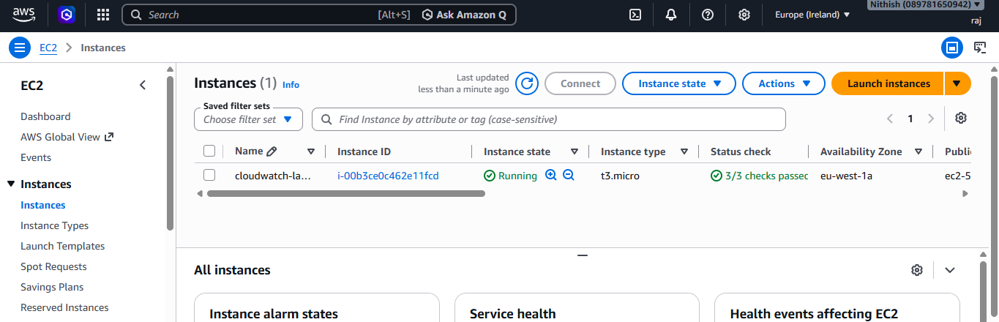 aws Search [Alt+S] Ask Amazon Q Europe (Ireland) Nithish (089781650942)
raj
EC2 Instances
EC2
Dashboard
AWS Global View
Events
Instances
Instances
Instance Types
Launch Templates
Spot Requests
Savings Plans
Reserved Instances
Instances (1) Info
Last updated
less than a minute ago
Connect Instance state Actions Launch instances
Saved filter sets
Choose filter set Find Instance by attribute or tag (case-sensitive) 1
Name Instance ID Instance state Instance type Status check Availability Zone Public
cloudwatch-la... i-00b3ce0c462e11fcd Running t3.micro 3/3 checks passed eu-west-1a ec2-5
All instances
Instance alarm states Service health Health events affecting EC2